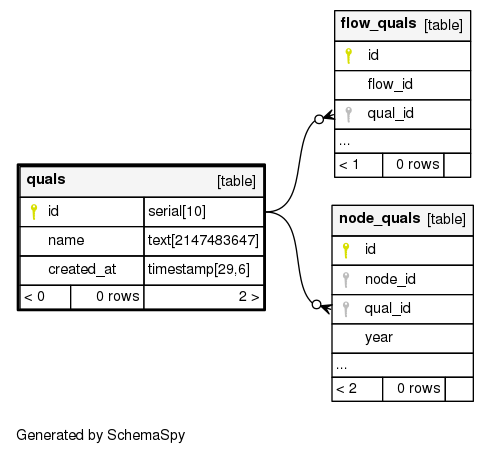 flow_quals [table]
id
flow_id
qual_id
...
< 1 0 rows
quals [table]
id serial[10]
name text[2147483647]
created_at timestamp[29,6]
< 0 0 rows 2 >
node_quals [table]
id
node_id
qual_id
year
...
< 2 0 rows
Generated by SchemaSpy